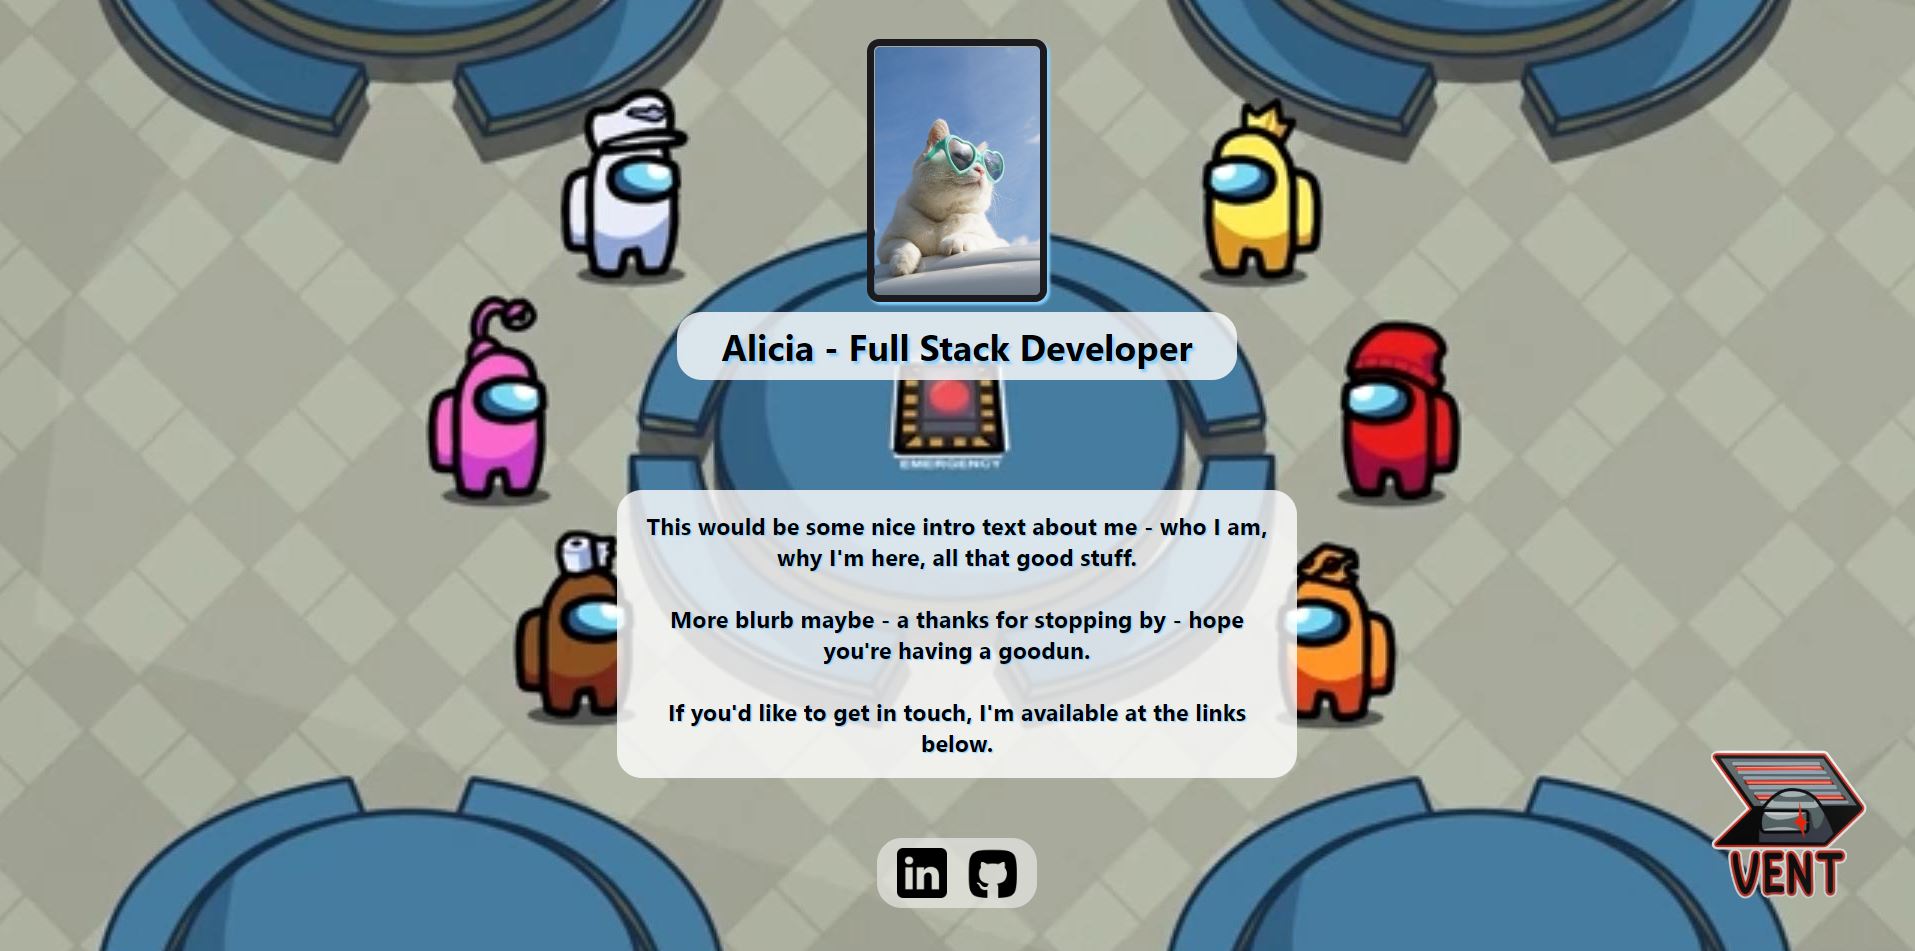 Alicia - Full Stack Developer
EMERGENCY
This would be some nice intro text about me - who I am,
why I'm here, all that good stuff.
More blurb maybe - a thanks for stopping by - hope
you're having a goodun.
If you'd like to get in touch, I'm available at the links
below.
in
VENT